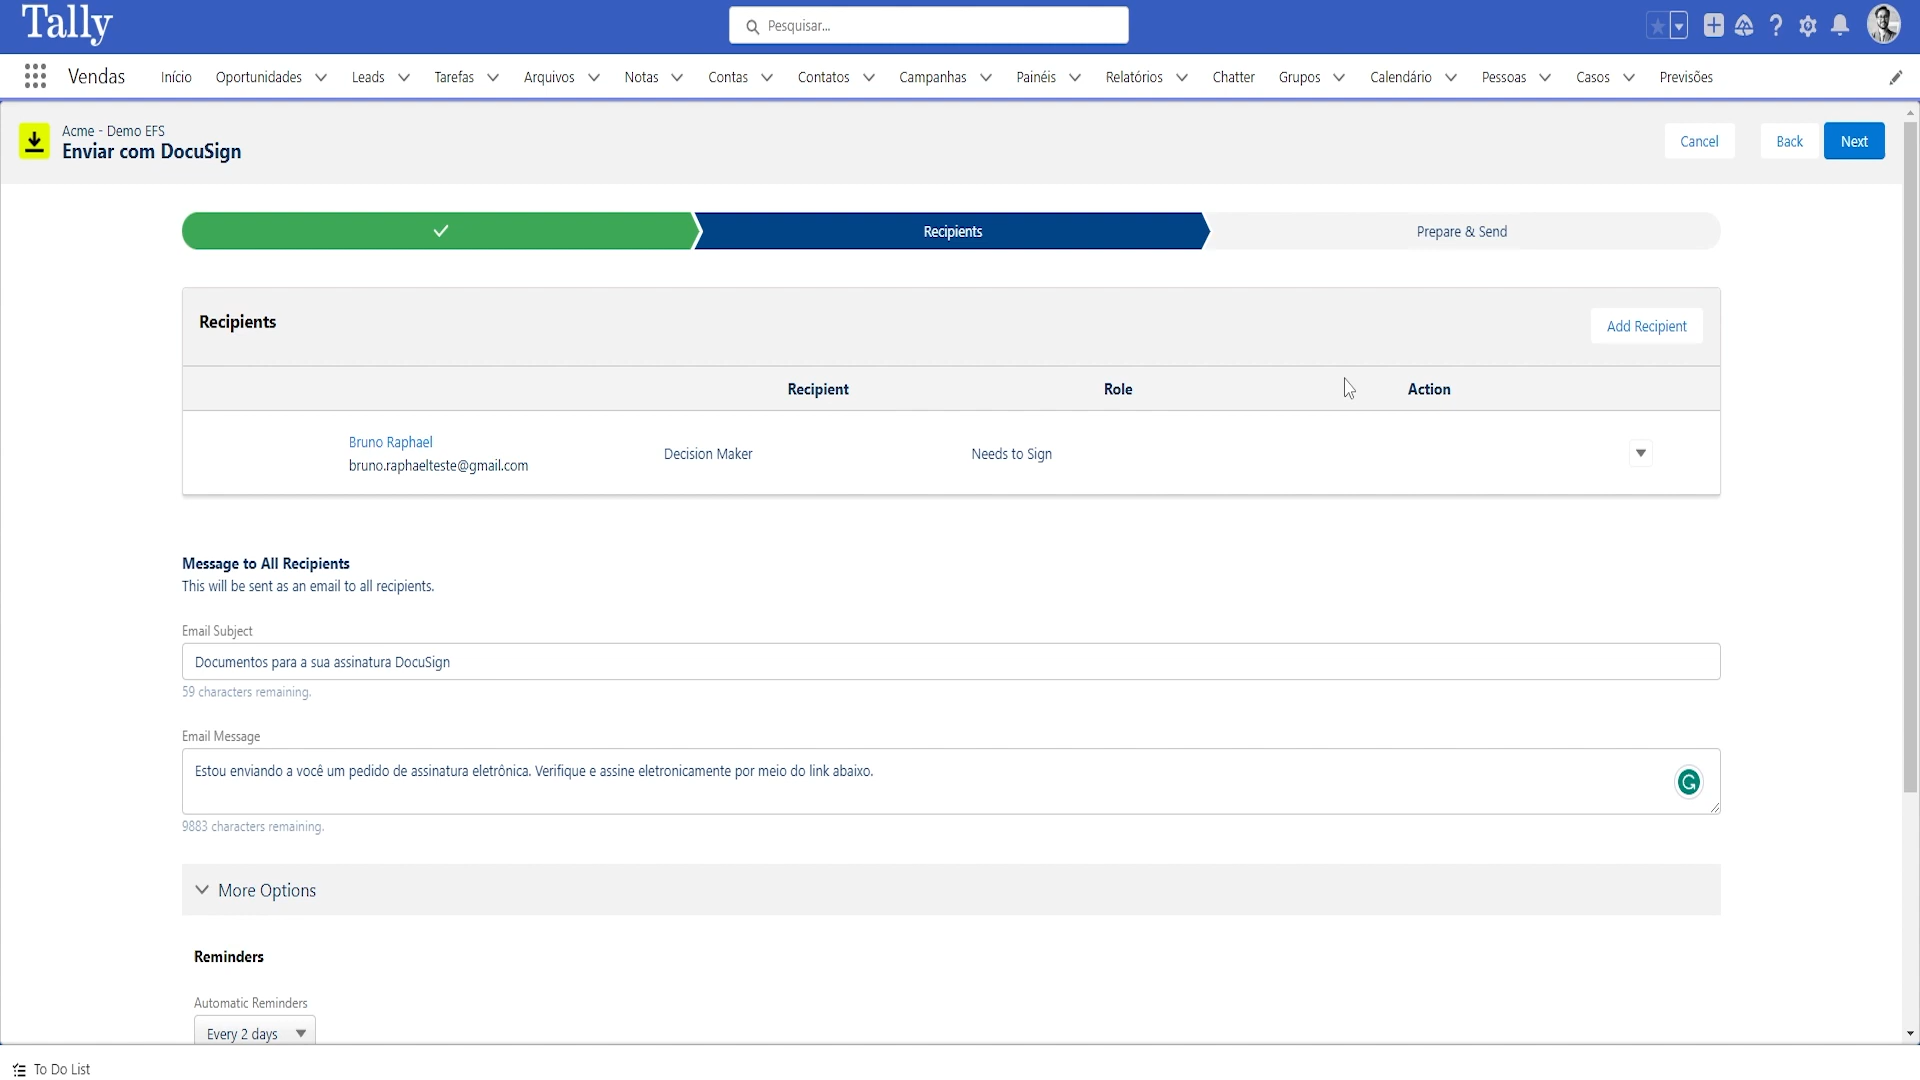 Tally
Pesquisar...
Vendas
Início
Oportunidades
Leads
Tarefas
Arquivos
Notas
Contas
Contatos
Campanhas
Painéis
Relatórios
Chatter
Grupos
Calendário
Pessoas
Casos
Previsões
Acme - Demo EFS
Enviar com DocuSign
Cancel
Back
Next
Recipients
Prepare & Send
Recipients
Add Recipient
Recipient
Role
Action
Bruno Raphael
bruno.raphaelteste@gmail.com
Decision Maker
Needs to Sign
Message to All Recipients
This will be sent as an email to all recipients.
Email Subject
Documentos para a sua assinatura DocuSign
59 characters remaining.
Email Message
Estou enviando a você um pedido de assinatura eletrônica. Verifique e assine eletronicamente por meio do link abaixo.
9883 characters remaining.
More Options
Reminders
Automatic Reminders
Every 2 days
To Do List